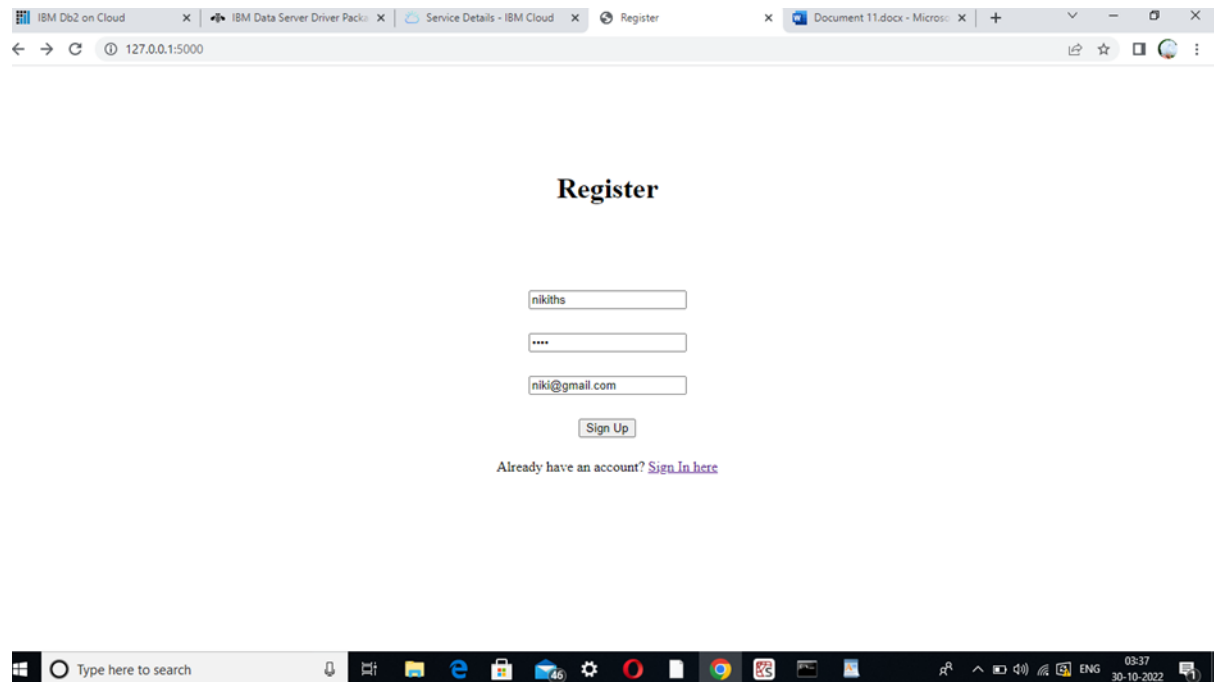 IBM Db2 on Cloud
IBM Data Server Driver Packa
Service Details - IBM Cloud
Register
Document 11.docx - Microso
127.0.0.1:5000
Register
nikiths
••••
niki@gmail.com
Sign Up
Already have an account? Sign In here
Type here to search
46
ENG
03:37
30-10-2022
1